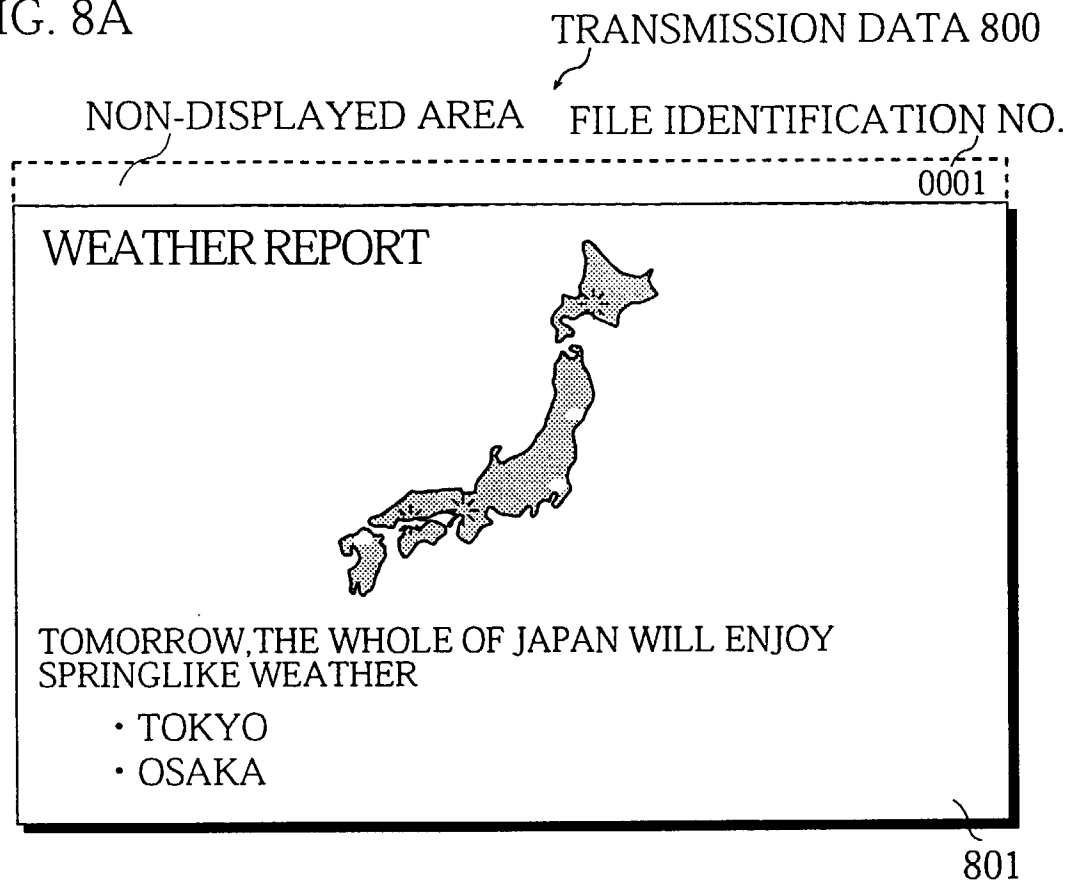 IG. 8A
TRANSMISSION DATA 800
NON-DISPLAYED AREA
FILE IDENTIFICATION NO.
0001
WEATHER REPORT
TOMORROW,THE WHOLE OF JAPAN WILL ENJOY
SPRINGLIKE WEATHER
・TOKYO
・OSAKA
801